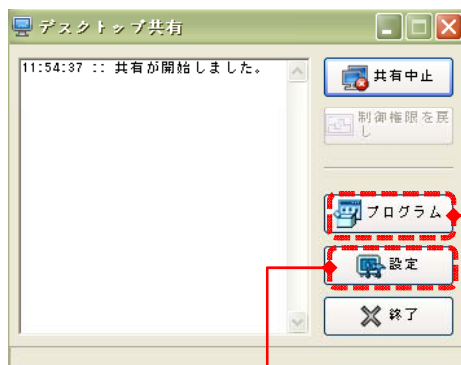 デスクトップ共有
11:54:37 :: 共有が開始しました。
共有中止
制御権限を戻
し
プログラム
設定
終了